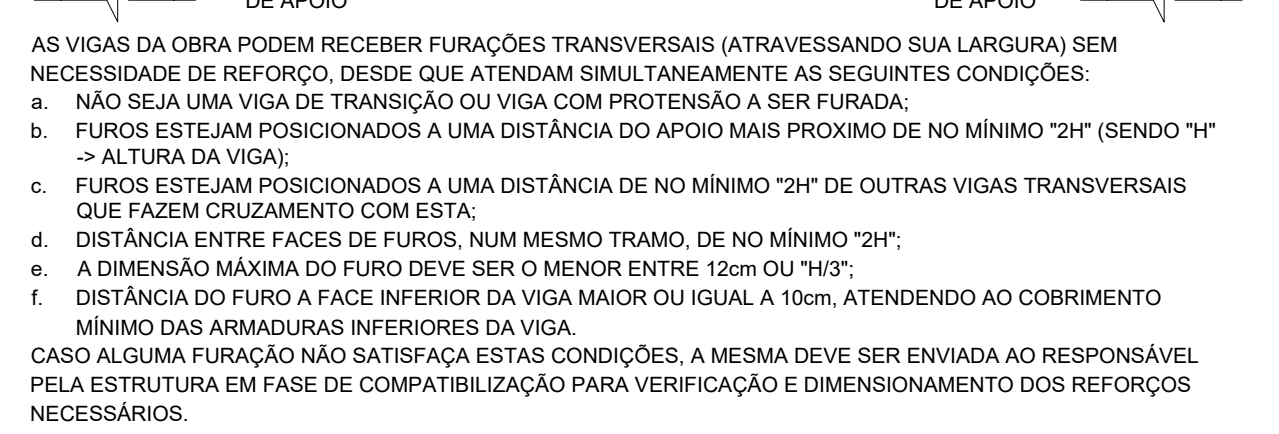 DE APOIO DE APOIO
AS VIGAS DA OBRA PODEM RECEBER FURAÇÕES TRANSVERSAIS (ATRAVESSANDO SUA LARGURA) SEM
NECESSIDADE DE REFORÇO, DESDE QUE ATENDAM SIMULTANEAMENTE AS SEGUINTES CONDIÇÕES:
a. NÃO SEJA UMA VIGA DE TRANSIÇÃO OU VIGA COM PROTENSÃO A SER FURADA;
b. FUROS ESTEJAM POSICIONADOS A UMA DISTÂNCIA DO APOIO MAIS PROXIMO DE NO MÍNIMO "2H" (SENDO "H"
-> ALTURA DA VIGA);
c. FUROS ESTEJAM POSICIONADOS A UMA DISTÂNCIA DE NO MÍNIMO "2H" DE OUTRAS VIGAS TRANSVERSAIS
QUE FAZEM CRUZAMENTO COM ESTA;
d. DISTÂNCIA ENTRE FACES DE FUROS, NUM MESMO TRAMO, DE NO MÍNIMO "2H";
e. A DIMENSÃO MÁXIMA DO FURO DEVE SER O MENOR ENTRE 12cm OU "H/3";
f. DISTÂNCIA DO FURO A FACE INFERIOR DA VIGA MAIOR OU IGUAL A 10cm, ATENDENDO AO COBRIMENTO
MÍNIMO DAS ARMADURAS INFERIORES DA VIGA.
CASO ALGUMA FURAÇÃO NÃO SATISFAÇA ESTAS CONDIÇÕES, A MESMA DEVE SER ENVIADA AO RESPONSÁVEL
PELA ESTRUTURA EM FASE DE COMPATIBILIZAÇÃO PARA VERIFICAÇÃO E DIMENSIONAMENTO DOS REFORÇOS
NECESSÁRIOS.